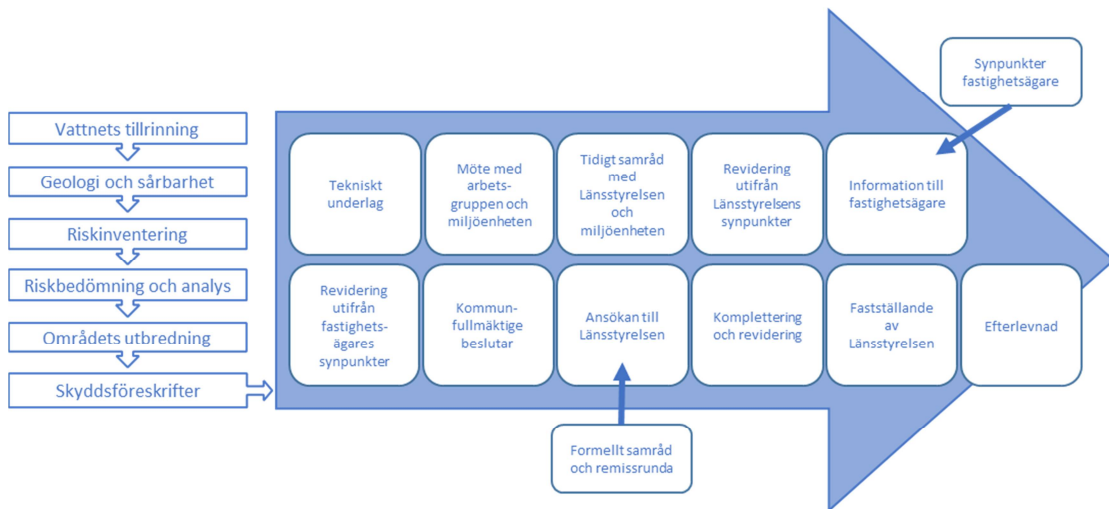 Vattnets tillrinning
Geologi och sårbarhet
Riskinventering
Riskbedömning och analys
Områdets utbredning
Skyddsföreskrifter
Synpunkter
fastighetsägare
Tekniskt
underlag
Möte med
arbets-
gruppen och
miljöenheten
Tidigt samråd
med
Länsstyrelsen
och
miljöenheten
Revidering
utifrån
Länsstyrelsens
synpunkter
Information till
fastighetsägare
Revidering
utifrån
fastighets-
ägares
synpunkter
Kommun-
fullmäktige
beslutar
Ansökan till
Länsstyrelsen
Komplettering
och revidering
Fastställande
av
Länsstyrelsen
Efterlevnad
Formellt samråd
och remissrunda